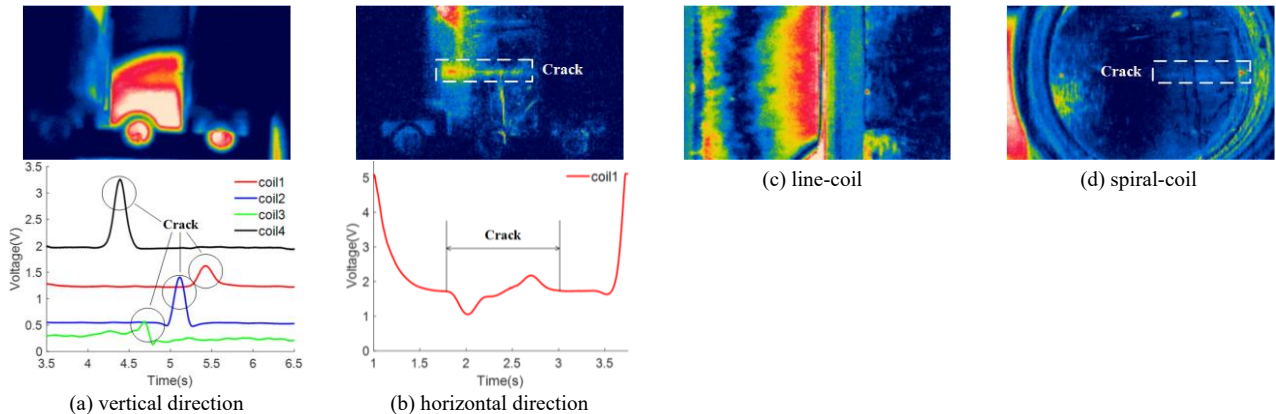 Crack
Crack
(c) line-coil
(d) spiral-coil
3.5
3
2.5
2
1.5
1
0.5
0
Voltage(V)
coil1
coil2
coil3
coil4
Crack
3.5 4 4.5 5 5.5 6 6.5
Time(s)
(a) vertical direction
5
4
3
2
1
0
Voltage(V)
coil1
Crack
1 1.5 2 2.5 3 3.5
Time(s)
(b) horizontal direction